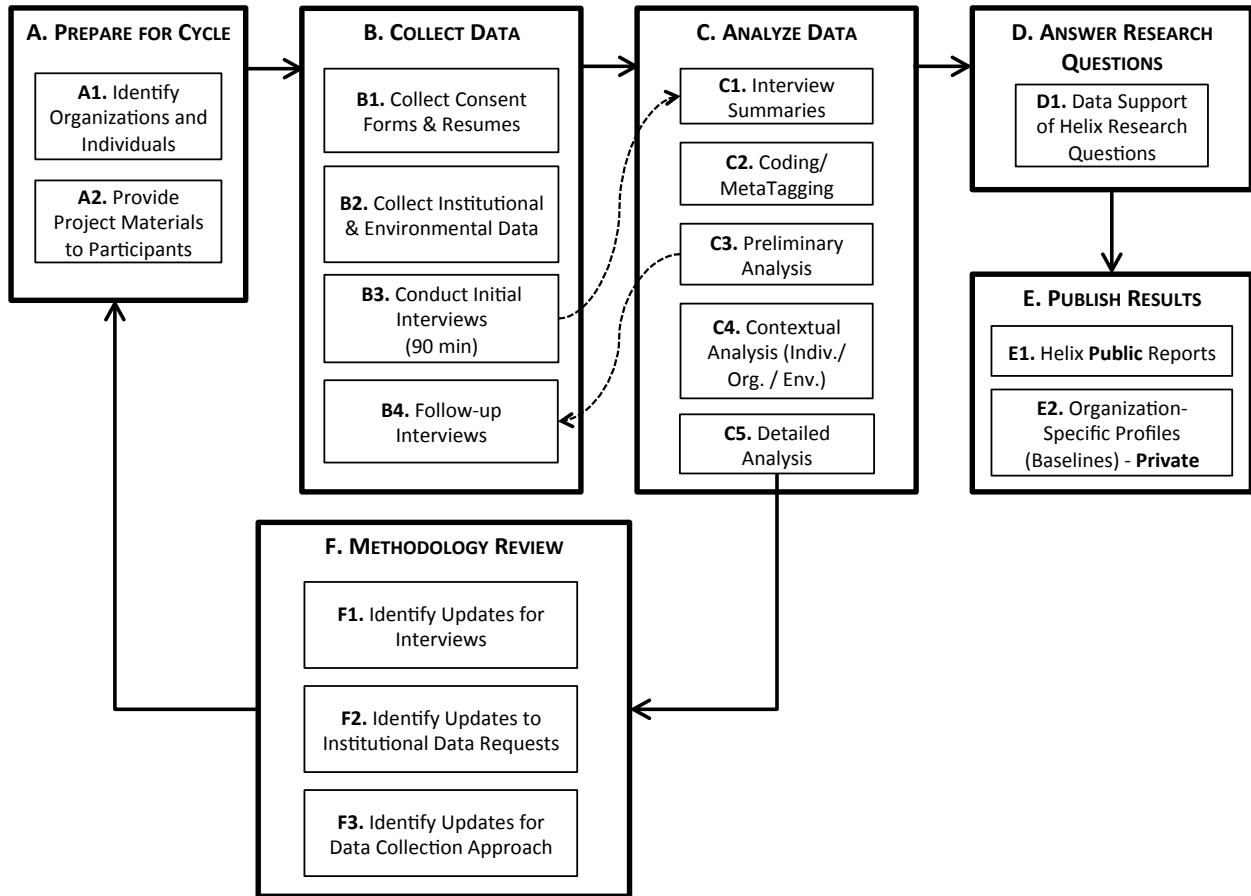 A. PREPARE FOR CYCLE
A1. Identify
Organizations and
Individuals
A2. Provide
Project Materials
to Participants
B. COLLECT DATA
B1. Collect Consent
Forms & Resumes
B2. Collect Institutional
& Environmental Data
B3. Conduct Initial
Interviews
(90 min)
B4. Follow-up
Interviews
C. ANALYZE DATA
C1. Interview
Summaries
C2. Coding/
MetaTagging
C3. Preliminary
Analysis
C4. Contextual
Analysis (Indiv./
Org. / Env.)
C5. Detailed
Analysis
D. ANSWER RESEARCH
QUESTIONS
D1. Data Support
of Helix Research
Questions
E. PUBLISH RESULTS
E1. Helix Public Reports
E2. Organization-
Specific Profiles
(Baselines) - Private
F. METHODOLOGY REVIEW
F1. Identify Updates for
Interviews
F2. Identify Updates to
Institutional Data Requests
F3. Identify Updates for
Data Collection Approach